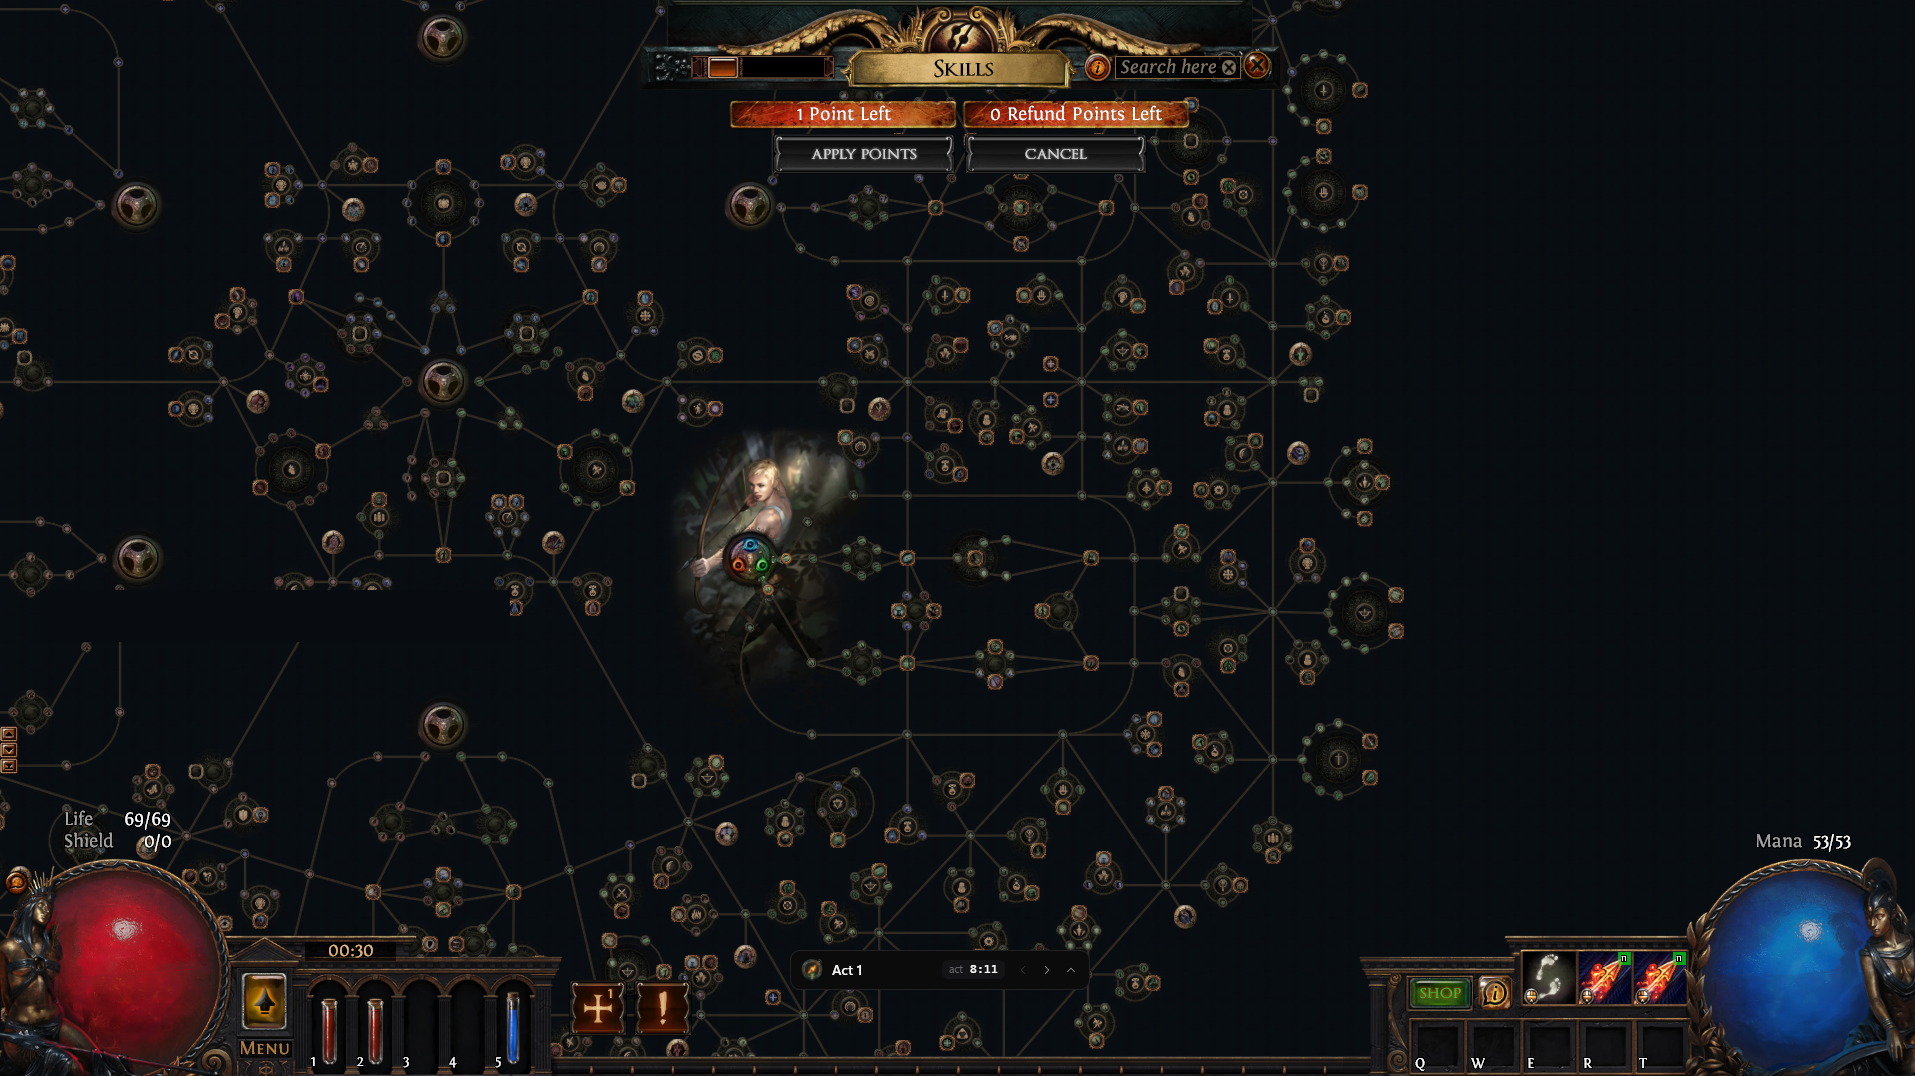 SKILLS
Search here
1 Point Left
0 Refund Points Left
APPLY POINTS
CANCEL
Life 69/69
Shield 0/0
Mana 53/53
00:30
MENU
1 2 3 4 5
1
Act 1
act 8:11
SHOP
n n
Q W E R T